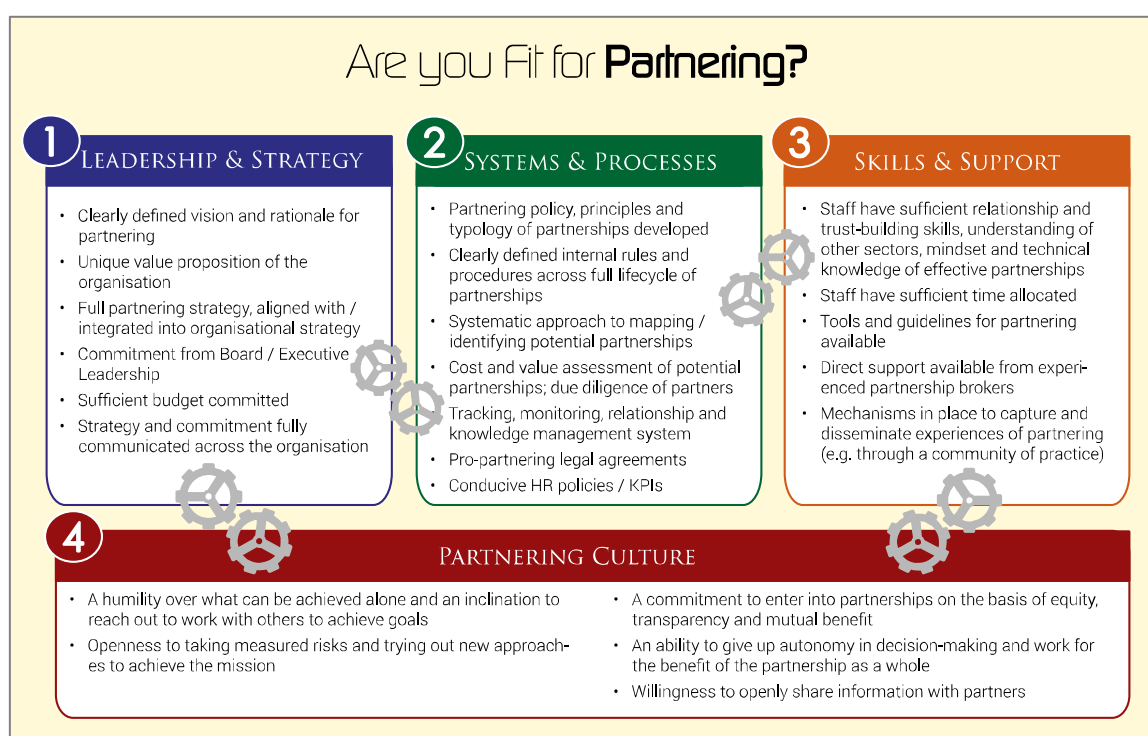 Are you Fit for Partnering?
1
LEADERSHIP & STRATEGY
• Clearly defined vision and rationale for
partnering
• Unique value proposition of the
organisation
• Full partnering strategy, aligned with /
integrated into organisational strategy
• Commitment from Board / Executive
Leadership
• Sufficient budget committed
• Strategy and commitment fully
communicated across the organisation
2
SYSTEMS & PROCESSES
• Partnering policy, principles and
typology of partnerships developed
• Clearly defined internal rules and
procedures across full lifecycle of
partnerships
• Systematic approach to mapping /
identifying potential partnerships
• Cost and value assessment of potential
partnerships; due diligence of partners
• Tracking, monitoring, relationship and
knowledge management system
• Pro-partnering legal agreements
• Conducive HR policies / KPIs
3
SKILLS & SUPPORT
• Staff have sufficient relationship and
trust-building skills, understanding of
other sectors, mindset and technical
knowledge of effective partnerships
• Staff have sufficient time allocated
• Tools and guidelines for partnering
available
• Direct support available from experi-
enced partnership brokers
• Mechanisms in place to capture and
disseminate experiences of partnering
(e.g. through a community of practice)
4
PARTNERING CULTURE
• A humility over what can be achieved alone and an inclination to
reach out to work with others to achieve goals
• Openness to taking measured risks and trying out new approach-
es to achieve the mission
• A commitment to enter into partnerships on the basis of equity,
transparency and mutual benefit
• An ability to give up autonomy in decision-making and work for
the benefit of the partnership as a whole
• Willingness to openly share information with partners